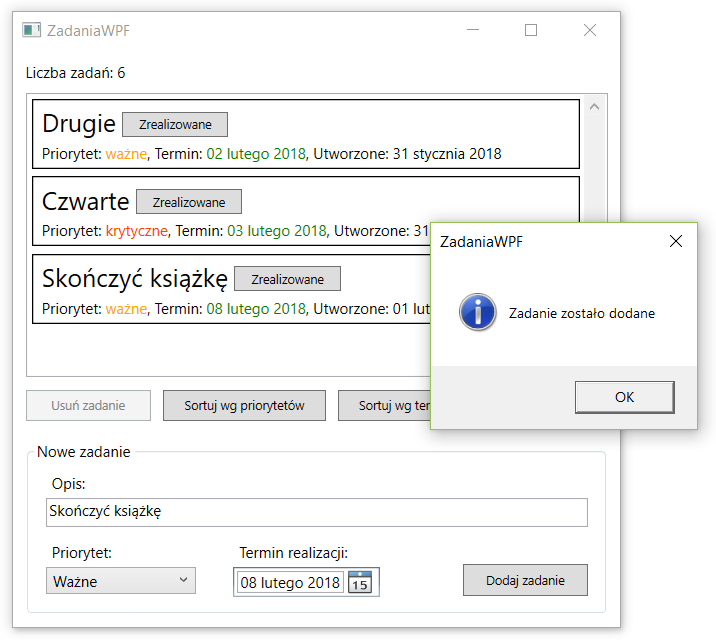 ZadaniaWPF
Liczba zadań: 6
Drugie Zrealizowane
Priorytet: ważne, Termin: 02 lutego 2018, Utworzone: 31 stycznia 2018
Czwarte Zrealizowane
Priorytet: krytyczne, Termin: 03 lutego 2018, Utworzone: 31
Skończyć książkę Zrealizowane
Priorytet: ważne, Termin: 08 lutego 2018, Utworzone: 01
ZadaniaWPF
Zadanie zostało dodane
OK
Usuń zadanie Sortuj wg priorytetów Sortuj wg
Nowe zadanie
Opis:
Skończyć książkę
Priorytet: Termin realizacji:
Ważne 08 lutego 2018 15 Dodaj zadanie